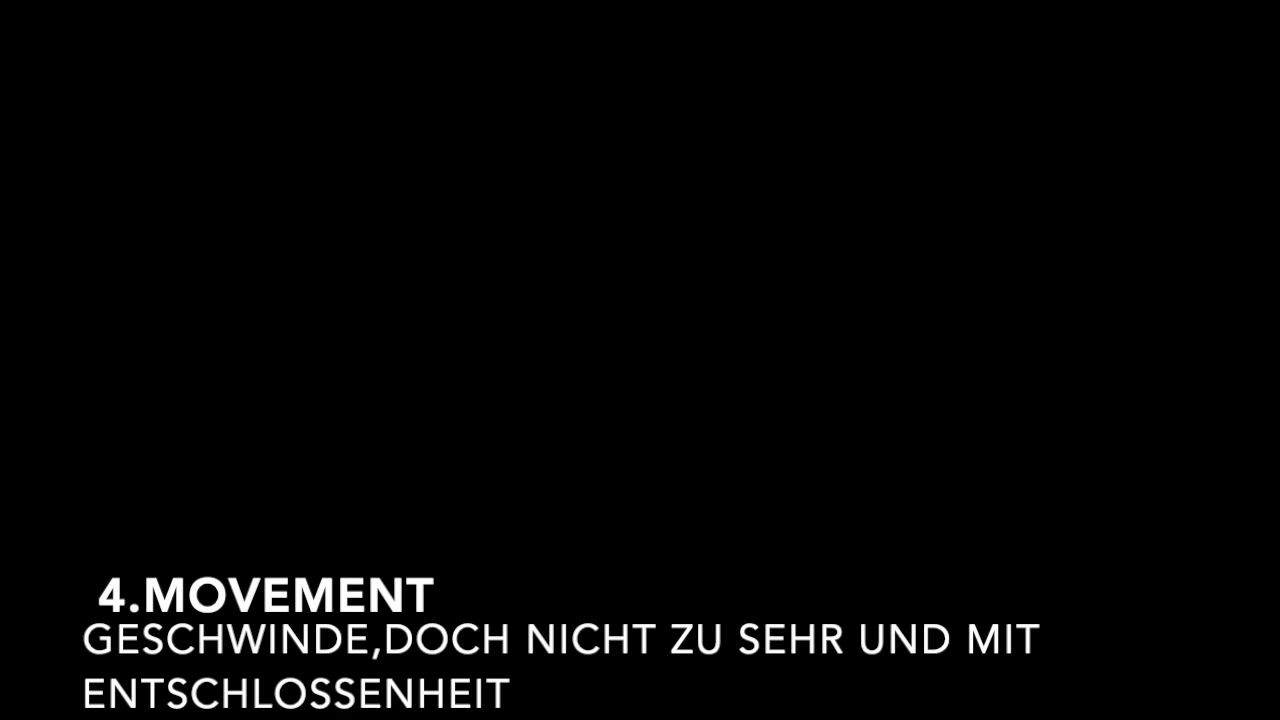 4.MOVEMENT
GESCHWINDE,DOCH NICHT ZU SEHR UND MIT
ENTSCHLOSSENHEIT